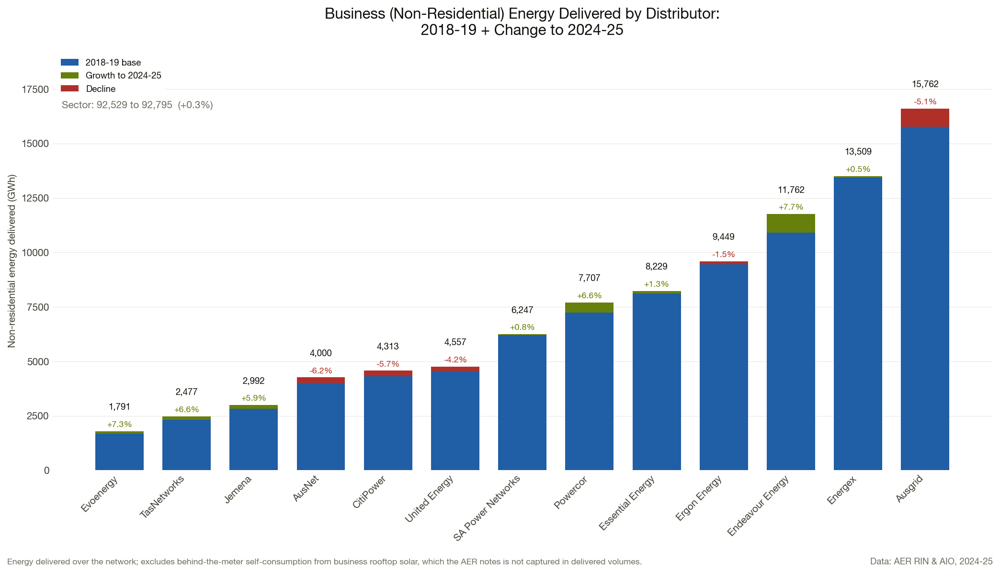 Business (Non-Residential) Energy Delivered by Distributor:
2018-19 + Change to 2024-25
2018-19 base
Growth to 2024-25
Decline
Sector: 92,529 to 92,795 (+0.3%)
Non-residential energy delivered (GWh)
17500
15000
12500
10000
7500
5000
2500
0
1,791
+7.3%
2,477
+6.6%
2,992
+5.9%
4,000
-6.2%
4,313
-5.7%
4,557
-4.2%
6,247
+0.8%
7,707
+6.6%
8,229
+1.3%
9,449
-1.5%
11,762
+7.7%
13,509
+0.5%
15,762
-5.1%
Evoenergy
TasNetworks
Jemena
AusNet
CitiPower
United Energy
SA Power Networks
Powercor
Essential Energy
Ergon Energy
Endeavour Energy
Energex
Ausgrid
Energy delivered over the network; excludes behind-the-meter self-consumption from business rooftop solar, which the AER notes is not captured in delivered volumes.
Data: AER RIN & AIO, 2024-25